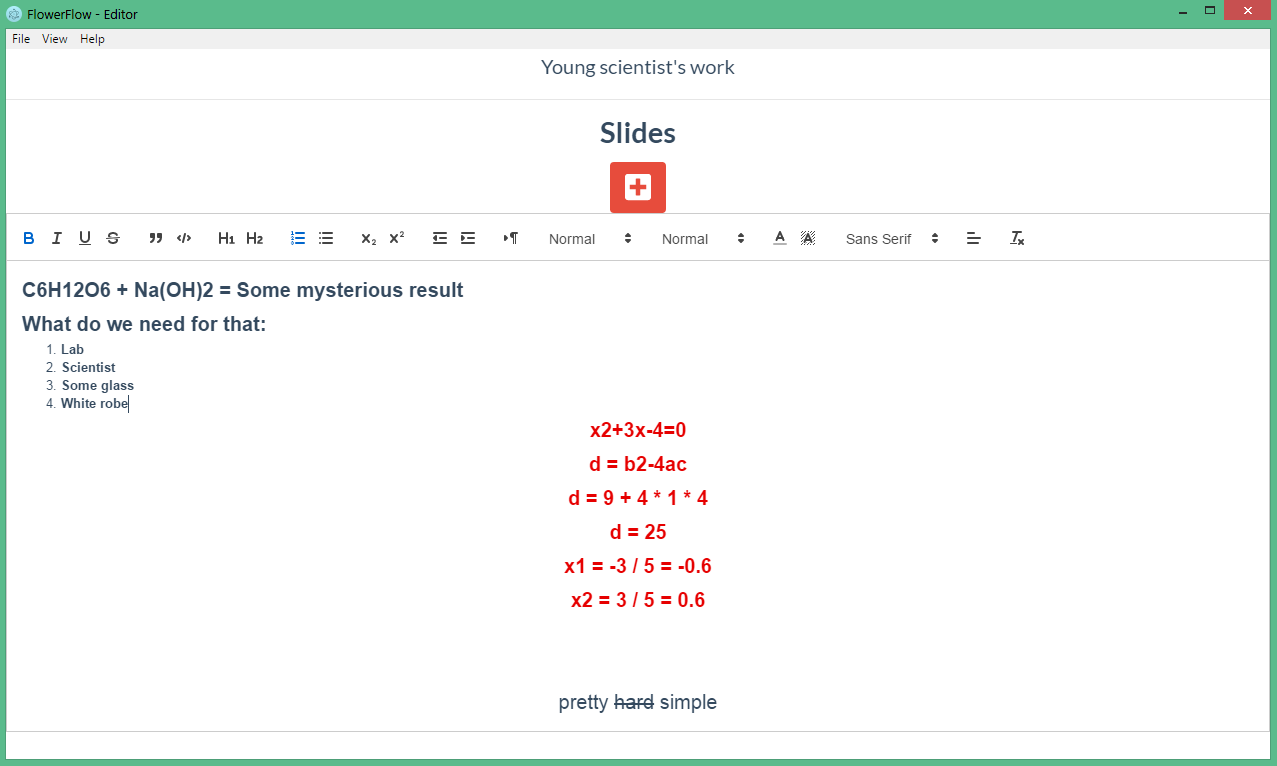 FlowerFlow - Editor
File View Help
Young scientist's work
Slides
B I U S H1 H2 x2 x2 Normal Normal A A Sans Serif Tx
C6H12O6 + Na(OH)2 = Some mysterious result
What do we need for that:
1. Lab
2. Scientist
3. Some glass
4. White robe
x2+3x-4=0
d = b2-4ac
d = 9 + 4 * 1 * 4
d = 25
x1 = -3 / 5 = -0.6
x2 = 3 / 5 = 0.6
pretty hard simple